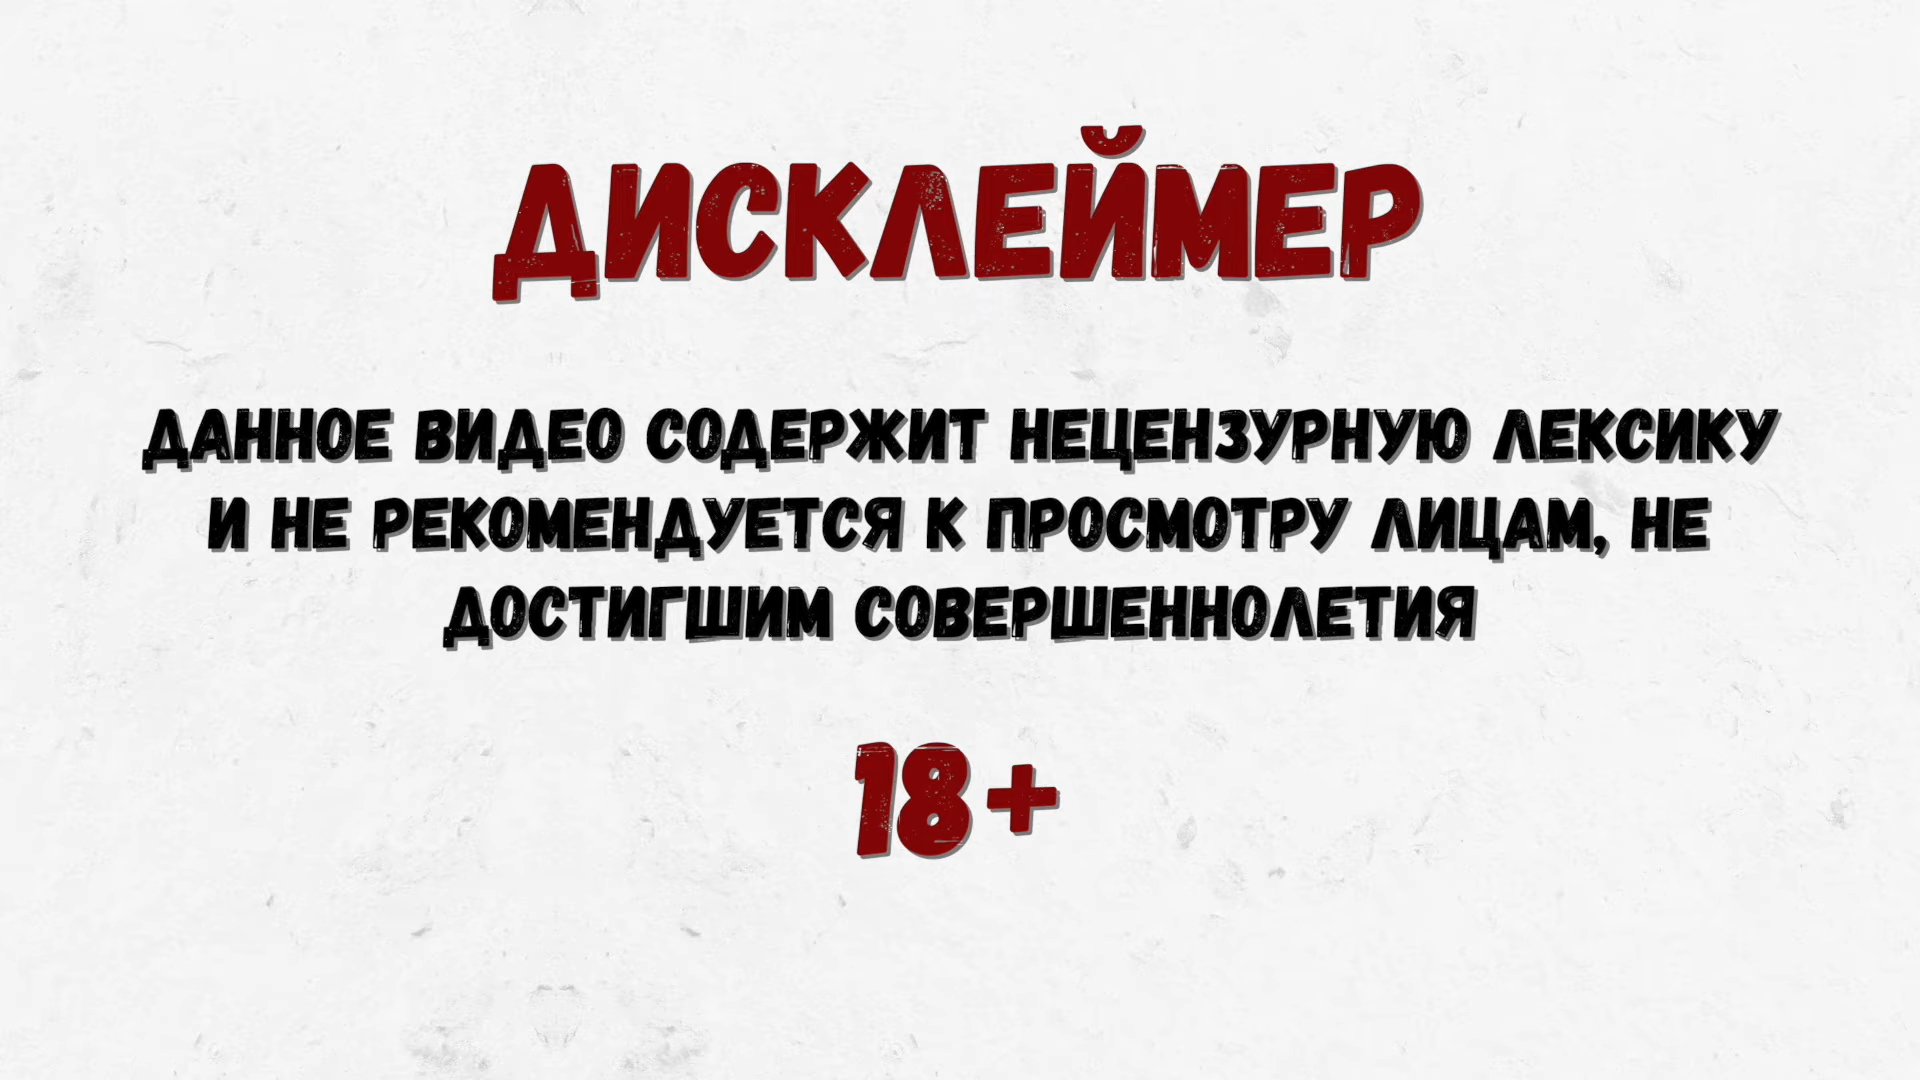 ДИСКЛЕЙМЕР
ДАННОЕ ВИДЕО СОДЕРЖИТ НЕЦЕНЗУРНУЮ ЛЕКСИКУ
И НЕ РЕКОМЕНДУЕТСЯ К ПРОСМОТРУ ЛИЦАМ, НЕ
ДОСТИГШИМ СОВЕРШЕННОЛЕТИЯ
18+